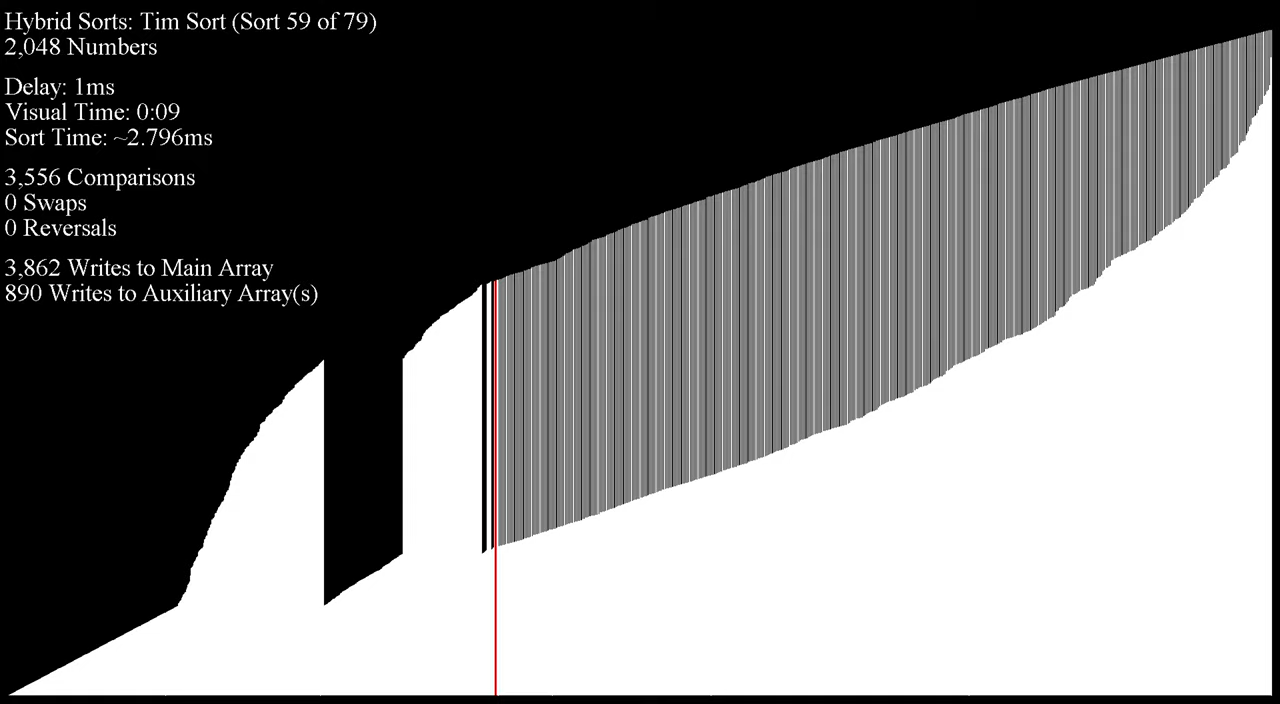 Hybrid Sorts: Tim Sort (Sort 59 of 79)
2,048 Numbers
Delay: 1ms
Visual Time: 0:09
Sort Time: ~2.796ms
3,556 Comparisons
0 Swaps
0 Reversals
3,862 Writes to Main Array
890 Writes to Auxiliary Array(s)